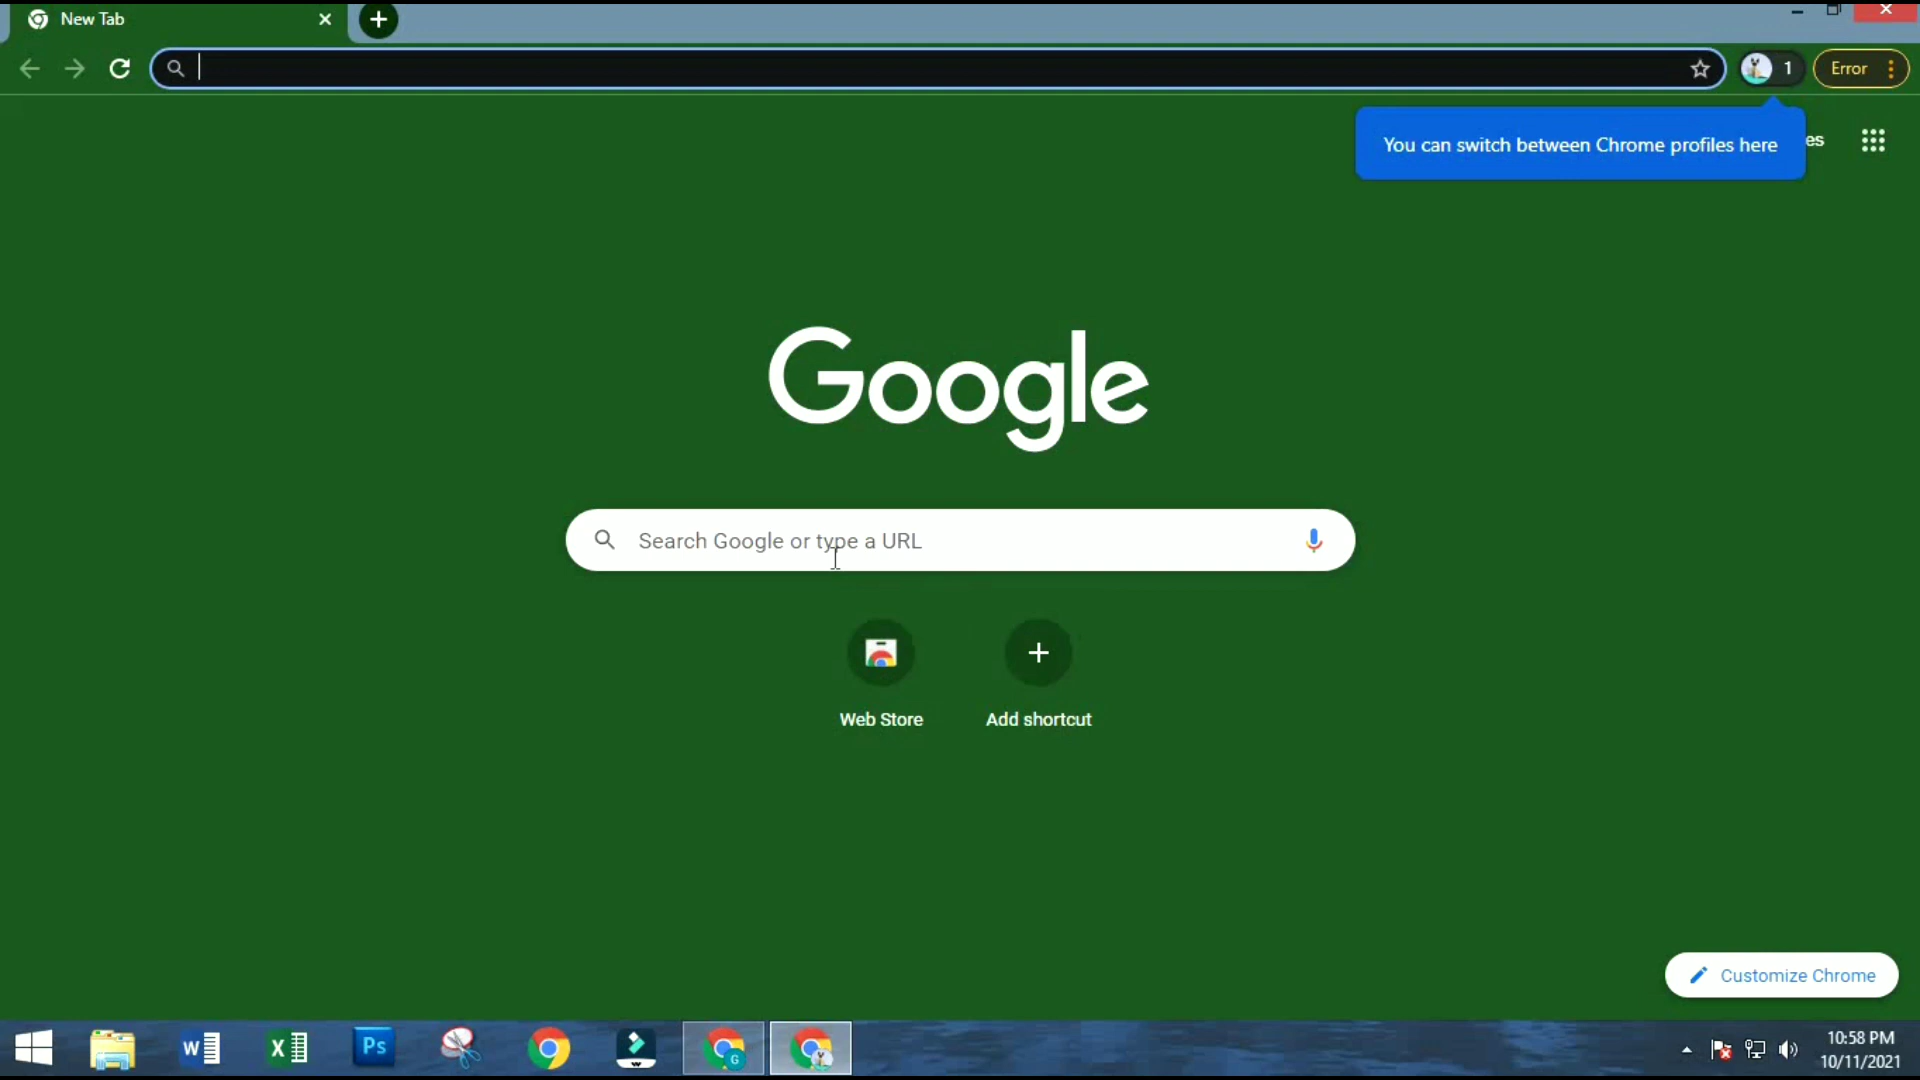 New Tab
1
Error
You can switch between Chrome profiles here
es
Google
Search Google or type a URL
Web Store
Add shortcut
Customize Chrome
W
X
Ps
G
10:58 PM
10/11/2021